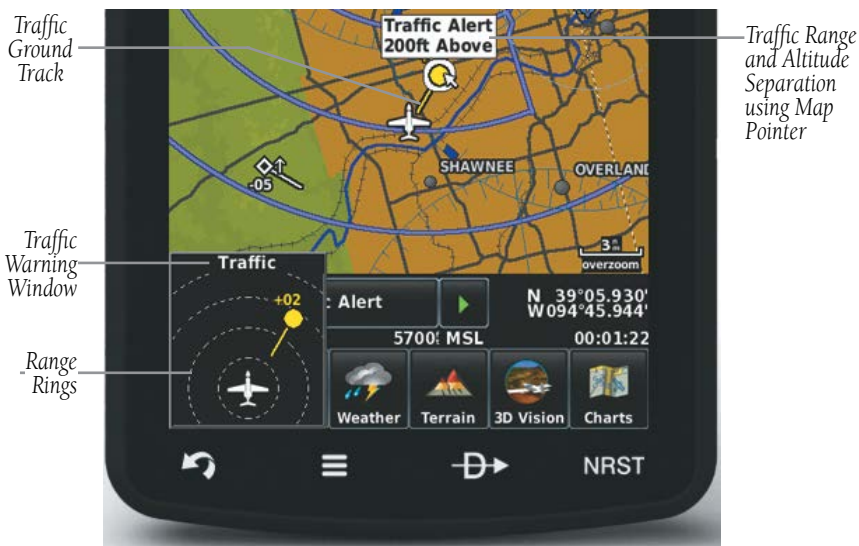 Traffic
Ground
Track
Traffic Alert
200ft Above
Traffic Range
and Altitude
Separation
using Map
Pointer
-05
SHAWNEE
OVERLAND
3
overzoom
Traffic
Warning
Window
Traffic
+02
Alert
N 39°05.930'
W094°45.944'
5700 MSL
00:01:22
Range
Rings
Weather
Terrain
3D Vision
Charts
D
NRST